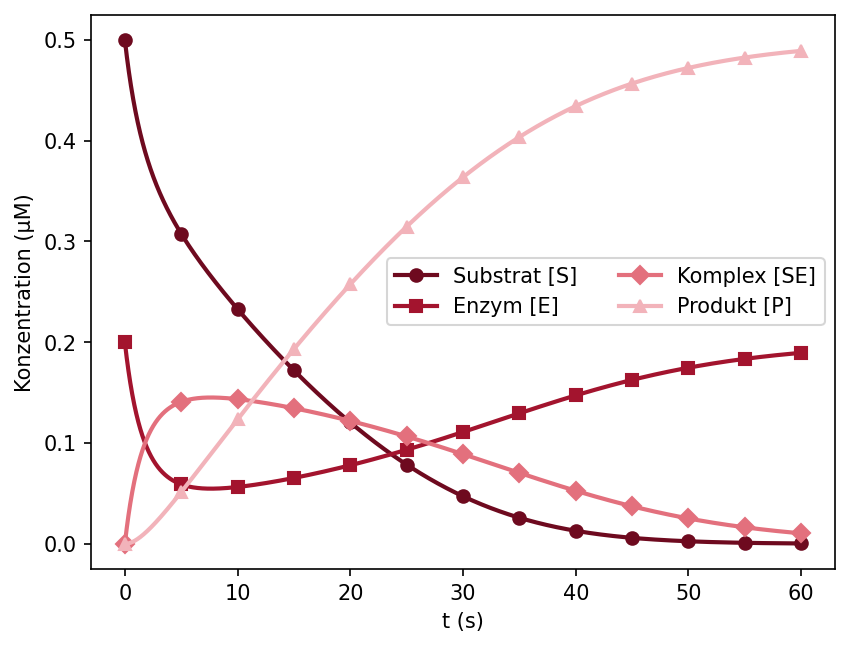 0.5
0.4
0.3
0.2
0.1
0.0
Konzentration (µM)
Substrat [S]
Enzym [E]
Komplex [SE]
Produkt [P]
0 10 20 30 40 50 60
t (s)